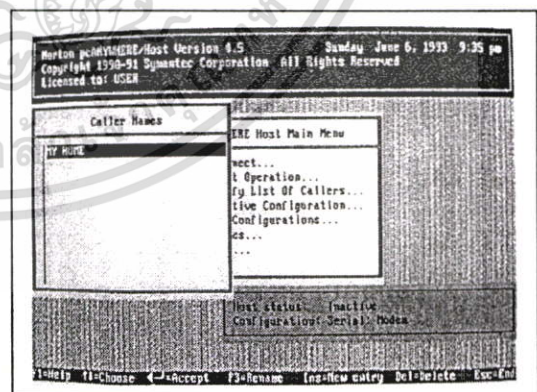 Norton pcANYWHERE/Host Version 4.5 Sunday June 6, 1993 9:35 pm
Copyright 1990-91 Symantec Corporation All Rights Reserved
Licensed to: USER
Caller Names
MY HOME
ERE Host Main Menu
nect...
t Operation...
fy List Of Callers...
tive Configuration...
Configurations...
es...
...
Host status: Inactive
Configuration: Serial: Modem
F1=Help ↑↓=Choose ←┘=Accept F3=Rename Ins=New entry Del=Delete Esc=End